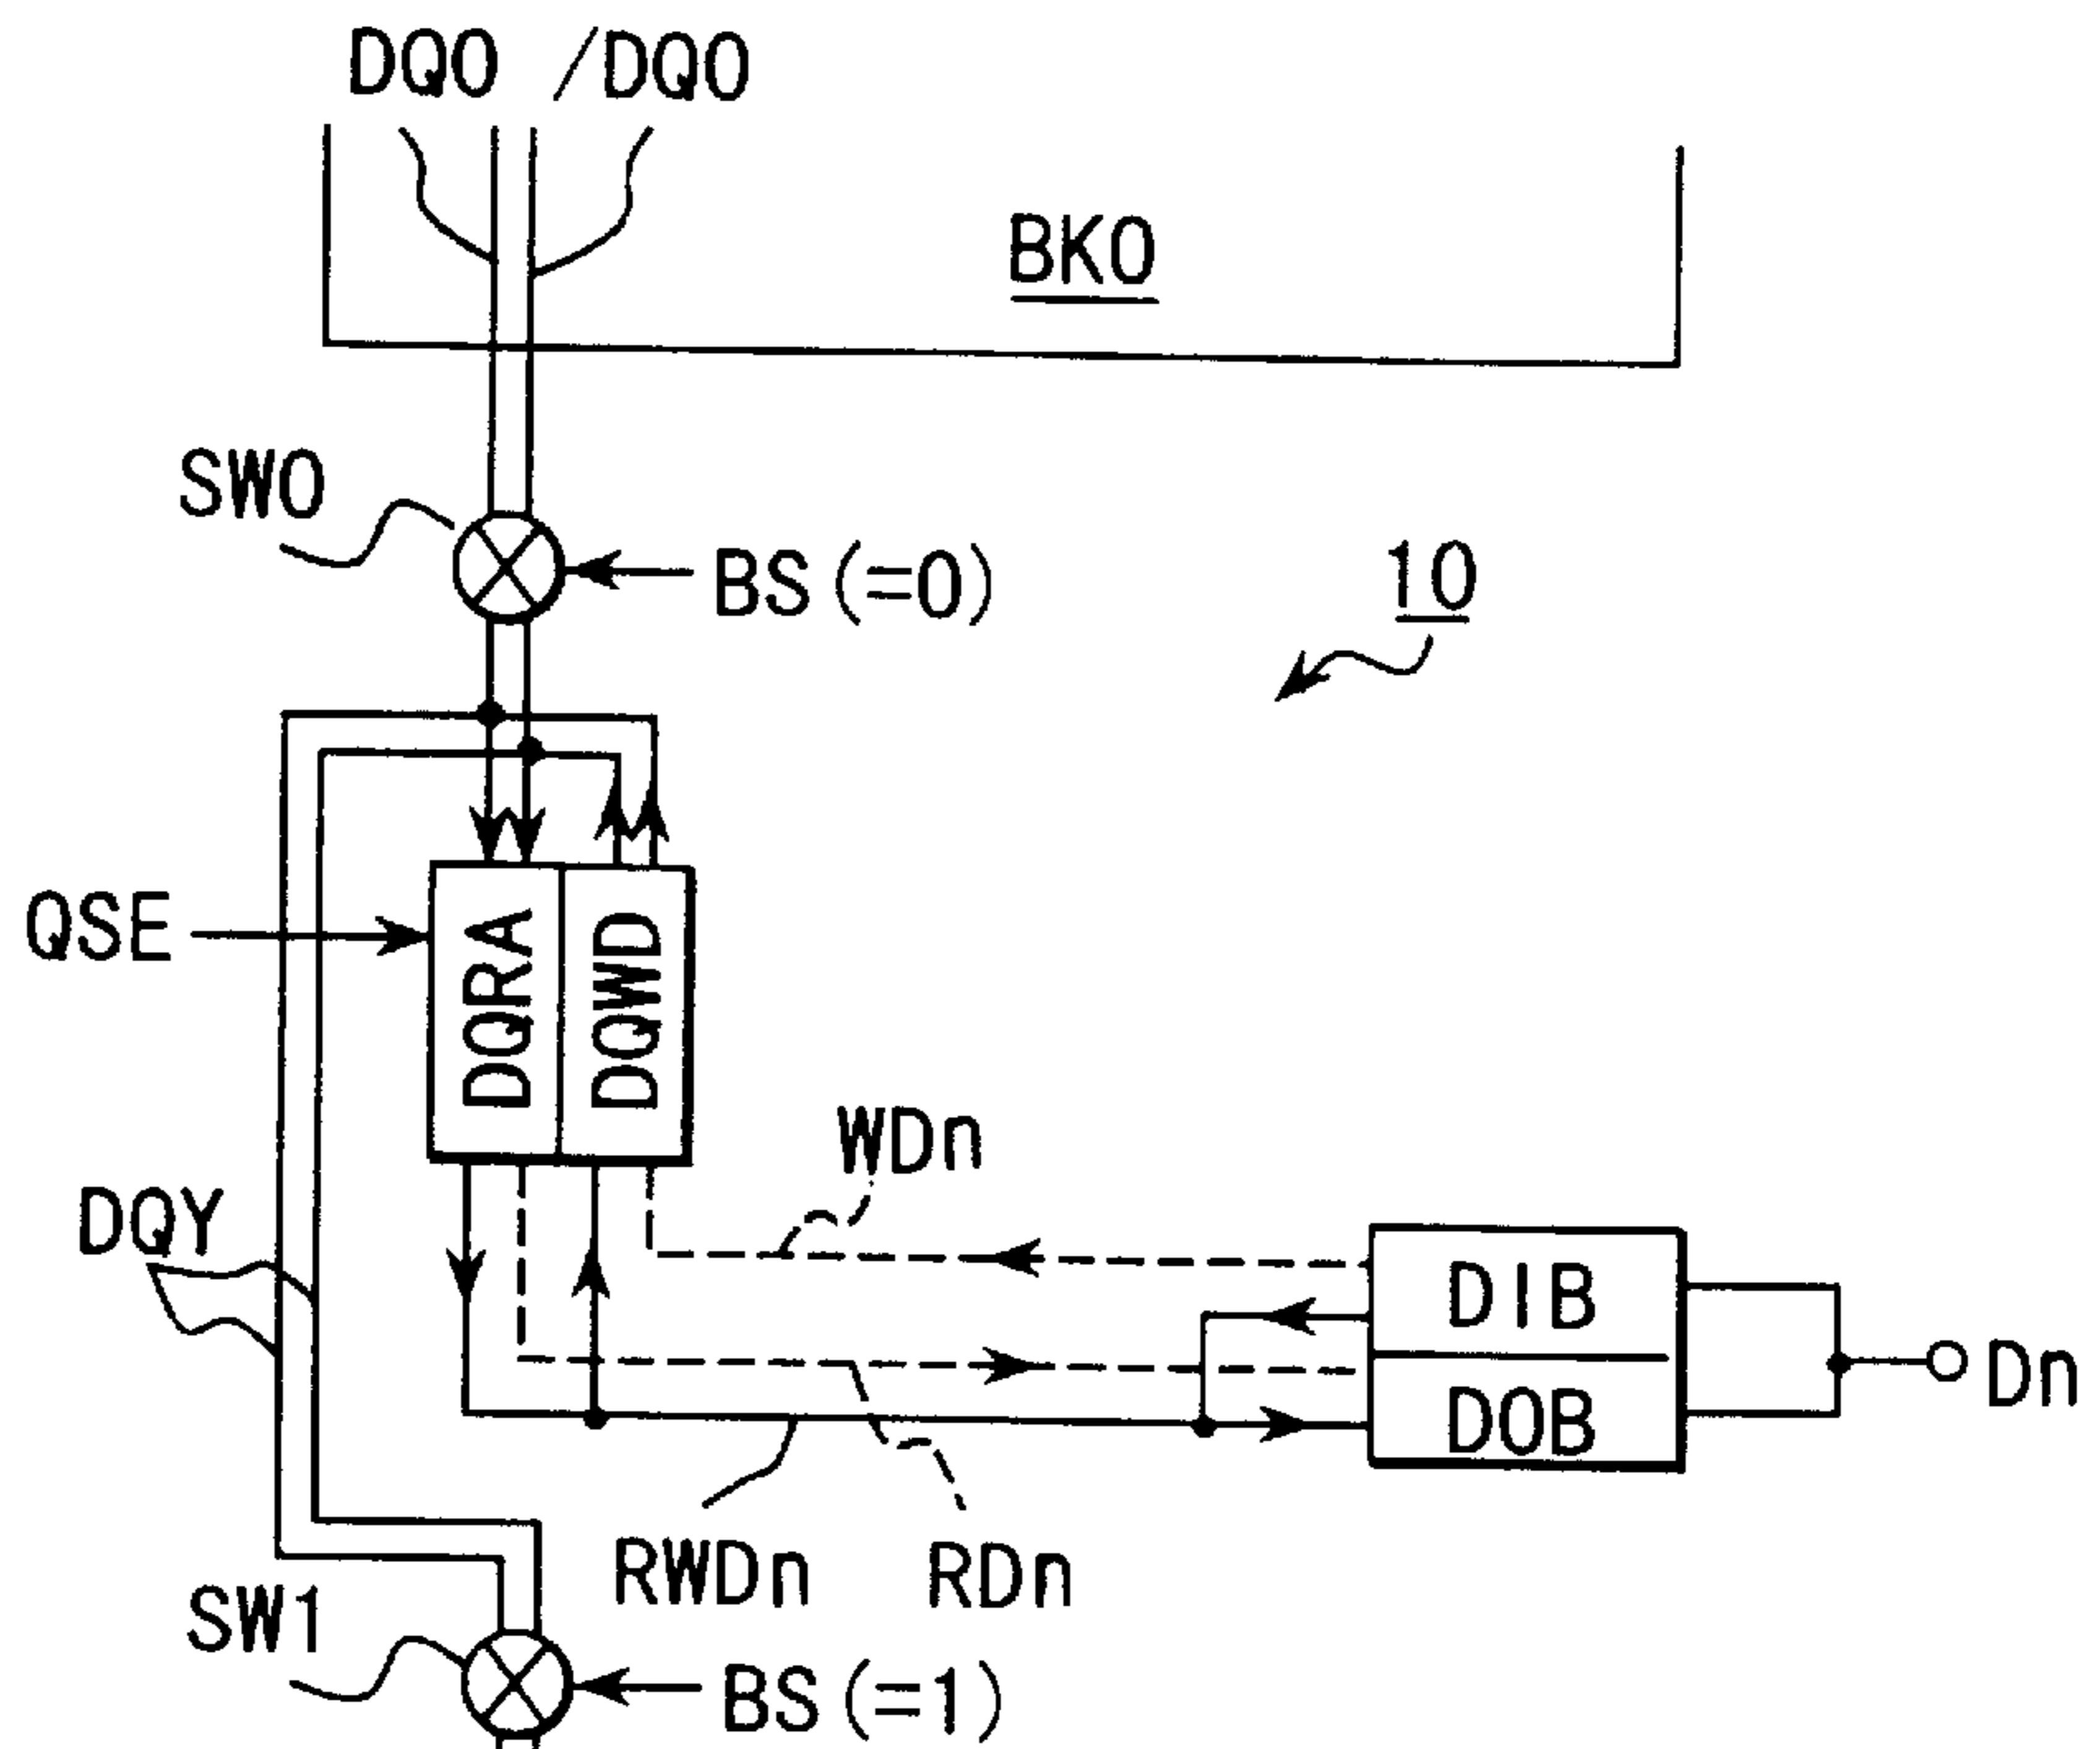 DQ0 /DQ0
BK0
SW0
BS(=0)
10
QSE
DQRA
DQWD
WDn
DQY
DIB
DOB
Dn
RWDn
RDn
SW1
BS(=1)